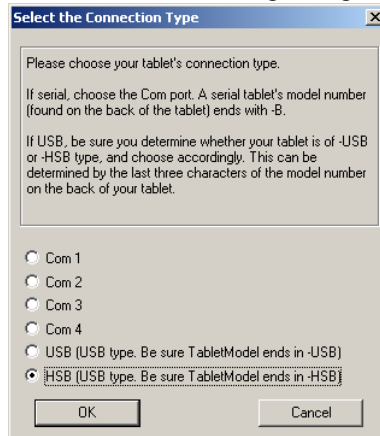 Select the Connection Type
Please choose your tablet's connection type.
If serial, choose the Com port. A serial tablet's model number
(found on the back of the tablet) ends with -B.
If USB, be sure you determine whether your tablet is of -USB
or -HSB type, and choose accordingly. This can be
determined by the last three characters of the model number
on the back of your tablet.
Com 1
Com 2
Com 3
Com 4
USB (USB type. Be sure TabletModel ends in -USB)
HSB (USB type. Be sure TabletModel ends in -HSB)
OK
Cancel